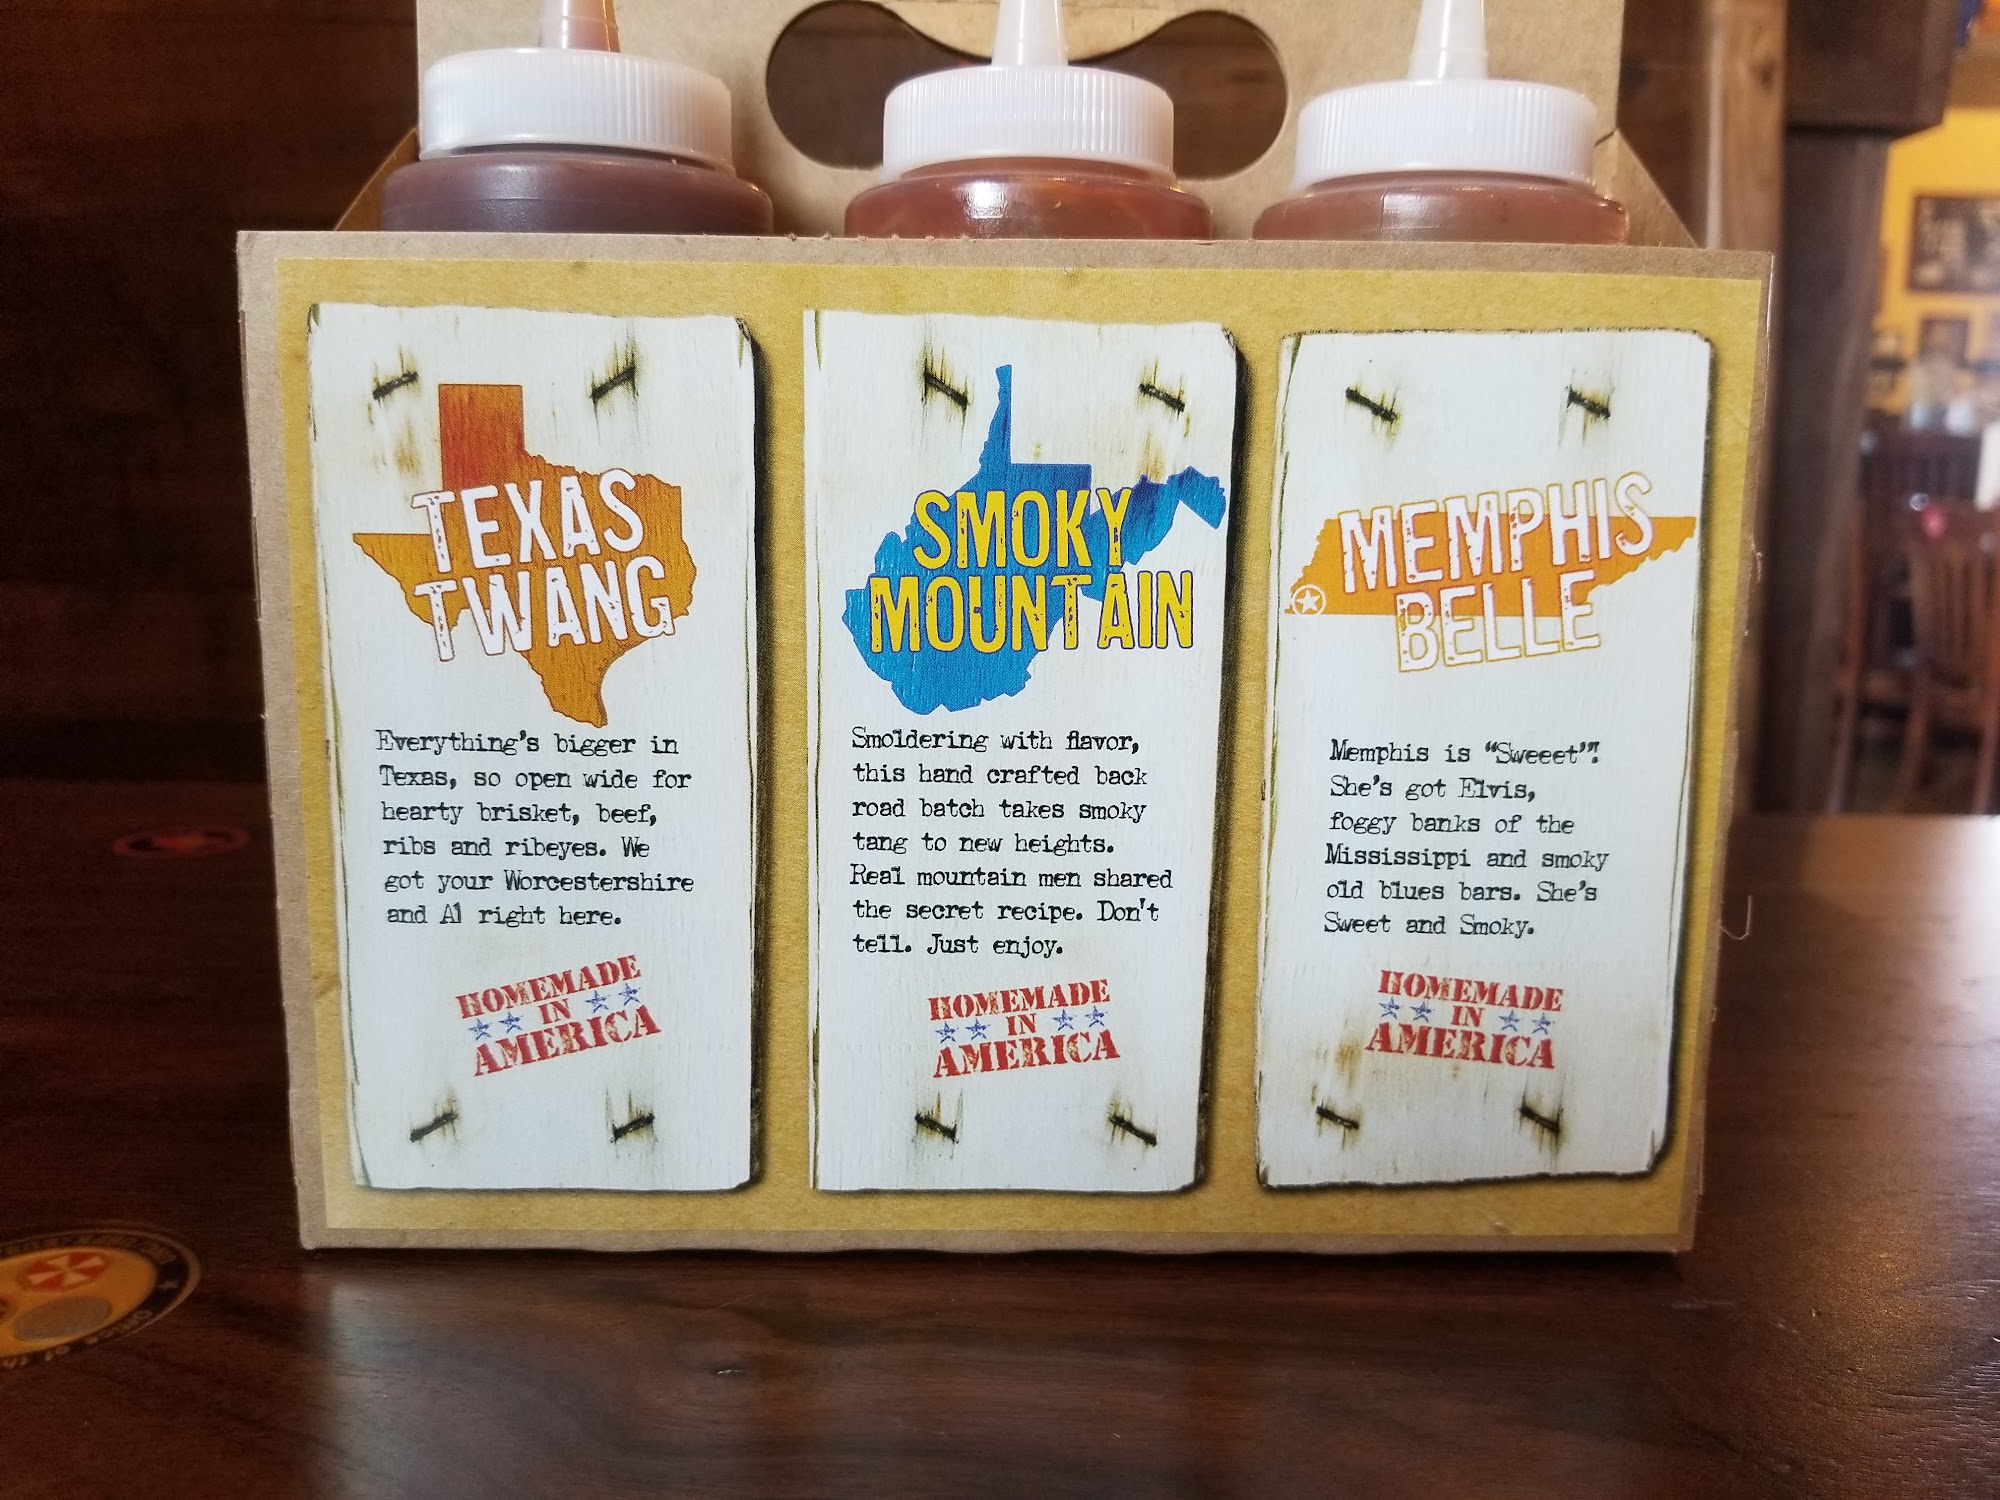 TEXAS
TWANG
Everything's bigger in
Texas, so open wide for
hearty brisket, beef,
ribs and ribeyes. We
got your Worcestershire
and A1 right here.
HOMEMADE
IN
AMERICA
SMOKY
MOUNTAIN
Smoldering with flavor,
this hand crafted back
road batch takes smoky
tang to new heights.
Real mountain men shared
the secret recipe. Don't
tell. Just enjoy.
HOMEMADE
IN
AMERICA
MEMPHIS
BELLE
Memphis is “Sweeet”!
She's got Elvis,
foggy banks of the
Mississippi and smoky
old blues bars. She's
Sweet and Smoky.
HOMEMADE
IN
AMERICA